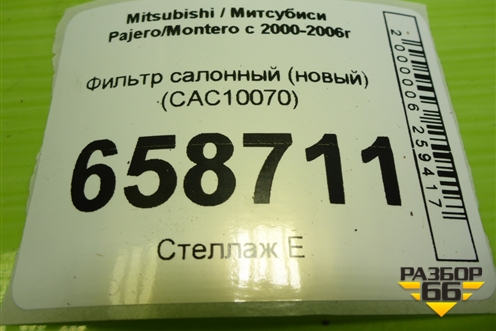 Mitsubishi / Митсубиси
Pajero/Montero с 2000-2006г
Фильтр салонный (новый)
(CAC10070)
658711
Стеллаж Е
2000006259417
РАЗБОР
66